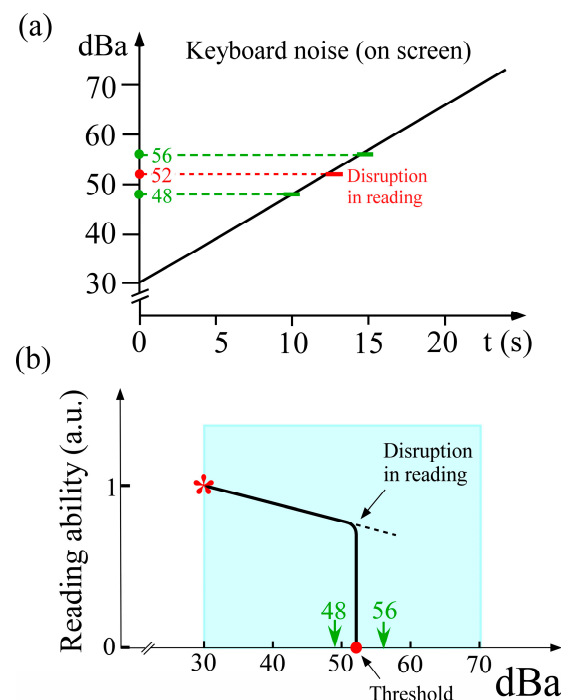 (a)
dBa
Keyboard noise (on screen)
70
60
56
52
50
Disruption
in reading
48
40
30
0
5
10
15
20
t (s)
(b)
Reading ability (a.u.)
Disruption
in reading
1
48
56
0
30
40
50
60
70
dBa
Threshold